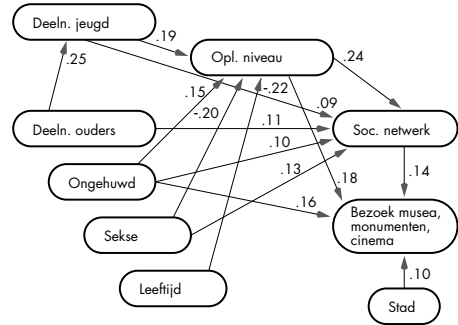 Deeln. jeugd
.19
Opl. niveau
.24
.25
.15
-.22
-.20
.09
Deeln. ouders
.11
Soc. netwerk
.10
.13
.14
Ongehuwd
.18
.16
Bezoek musea,
monumenten,
cinema
Sekse
.10
Leeftijd
Stad